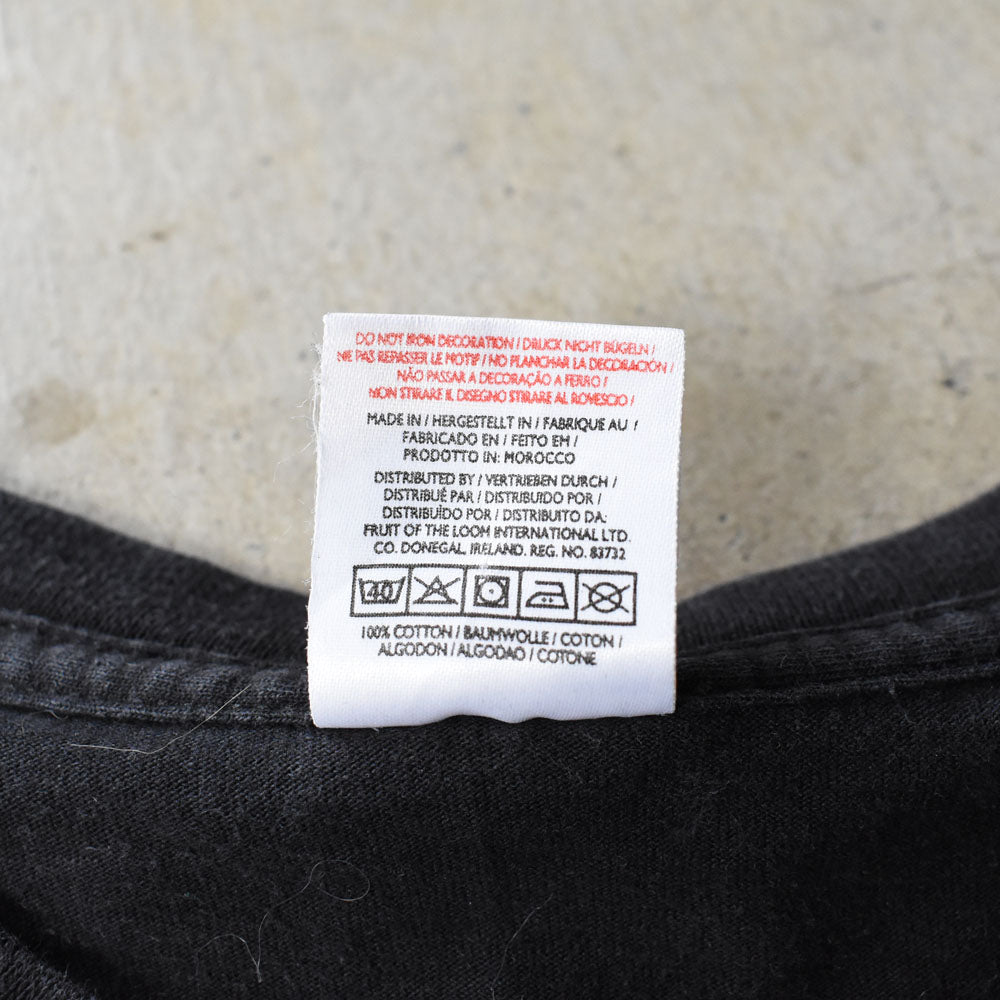 DO NOT IRON DECORATION / DRUCK NICHT BÜGELN /
NE PAS REPASSER LE MOTIF / NO PLANCHAR LA DECORACIÓN /
NÃO PASSAR A DECORAÇÃO A FERRO /
NON STIRARE IL DISEGNO STIRARE AL ROVESCIO /
MADE IN / HERGESTELLT IN / FABRIQUE AU /
FABRICADO EN / FEITO EM /
PRODOTTO IN: MOROCCO
DISTRIBUTED BY / VERTRIEBEN DURCH /
DISTRIBUÉ PAR / DISTRIBUIDO POR /
DISTRIBUÍDO POR / DISTRIBUITO DA:
FRUIT OF THE LOOM INTERNATIONAL LTD.
CO. DONEGAL, IRELAND. REG. NO. 83732
40
100% COTTON / BAUMWOLLE / COTON /
ALGODON / ALGODAO / COTONE